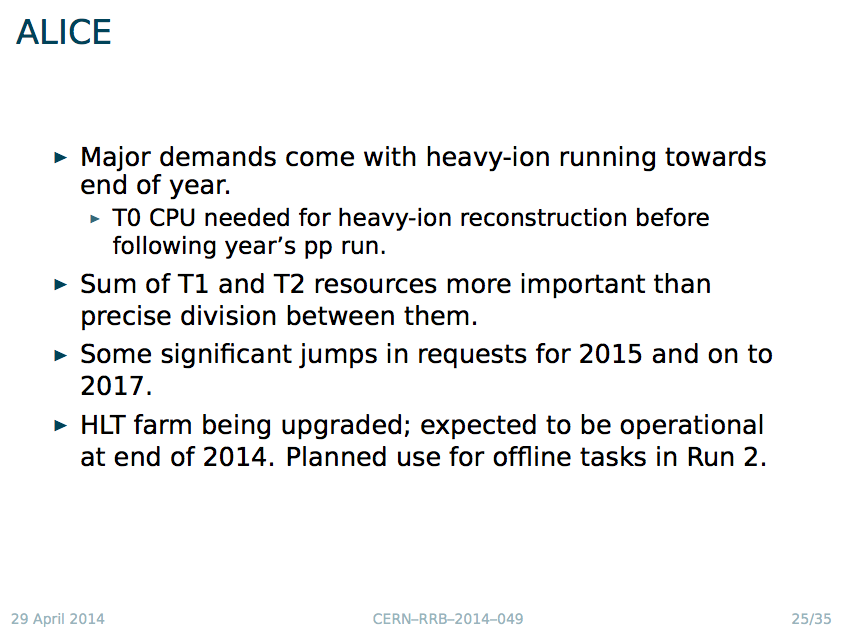 ALICE
► Major demands come with heavy-ion running towards
end of year.
► T0 CPU needed for heavy-ion reconstruction before
following year’s pp run.
► Sum of T1 and T2 resources more important than
precise division between them.
► Some significant jumps in requests for 2015 and on to
2017.
► HLT farm being upgraded; expected to be operational
at end of 2014. Planned use for offline tasks in Run 2.
29 April 2014 CERN–RRB–2014–049 25/35